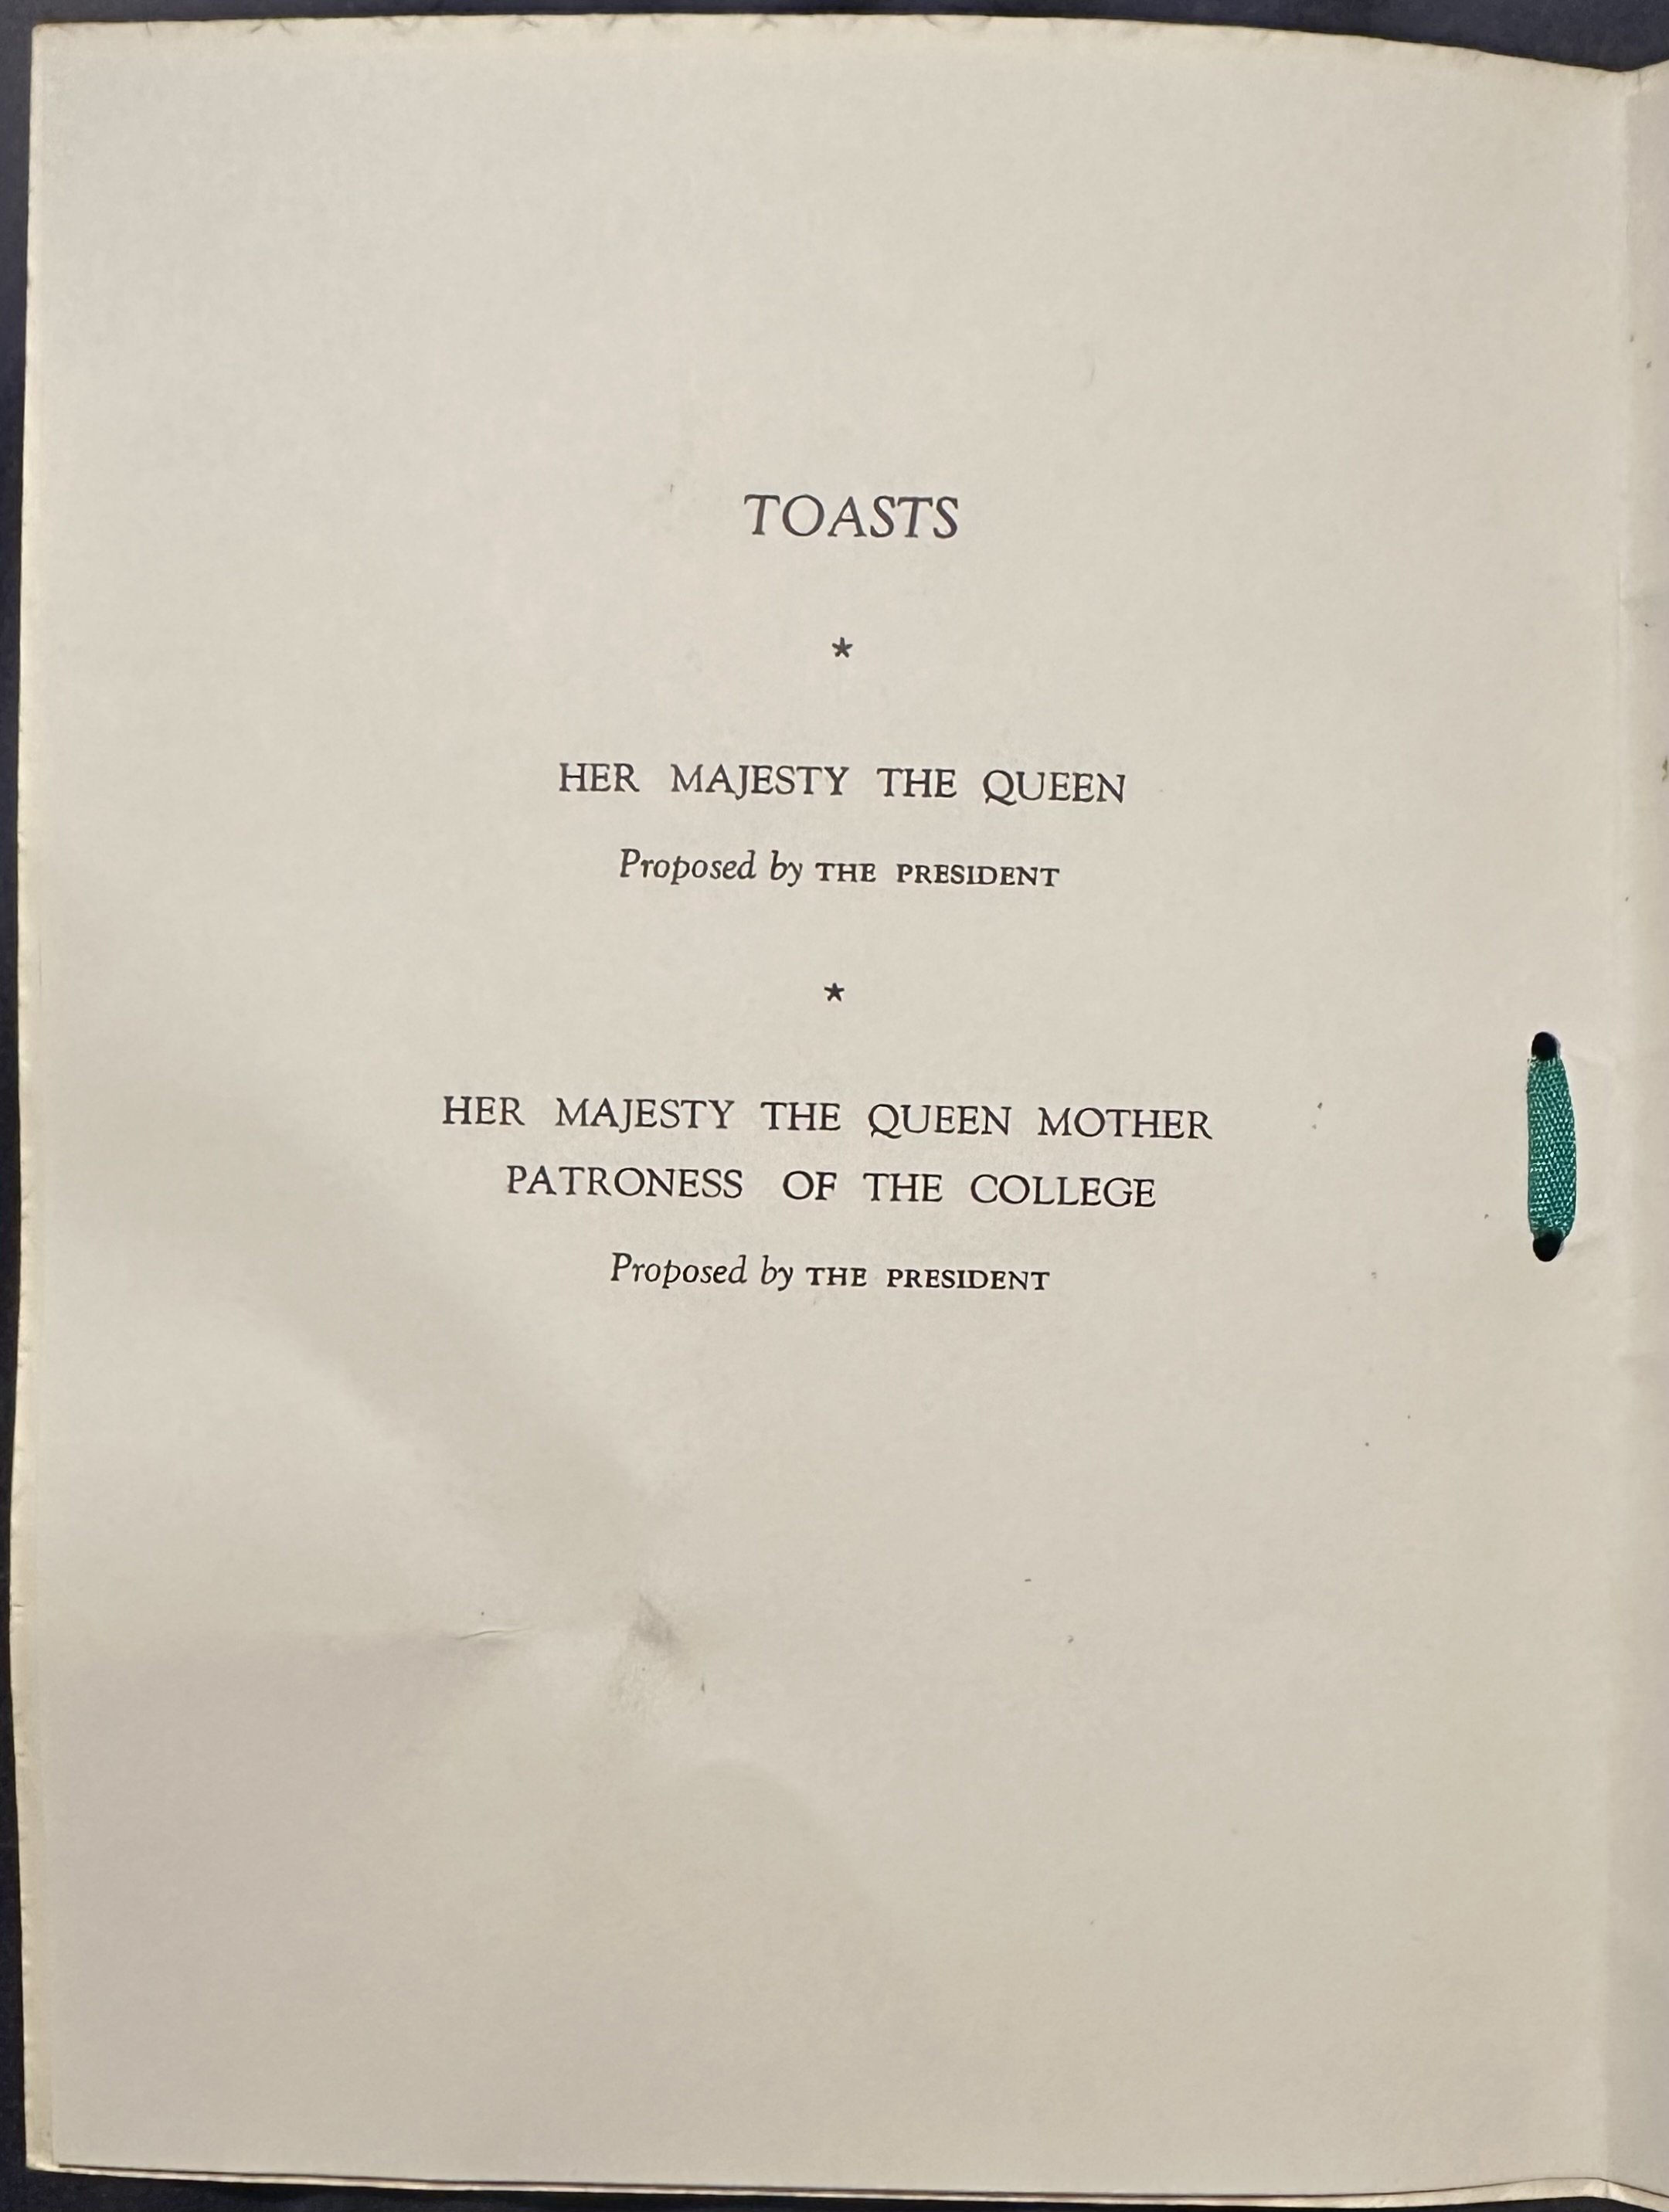 TOASTS
*
HER MAJESTY THE QUEEN
Proposed by THE PRESIDENT
*
HER MAJESTY THE QUEEN MOTHER
PATRONESS OF THE COLLEGE
Proposed by THE PRESIDENT